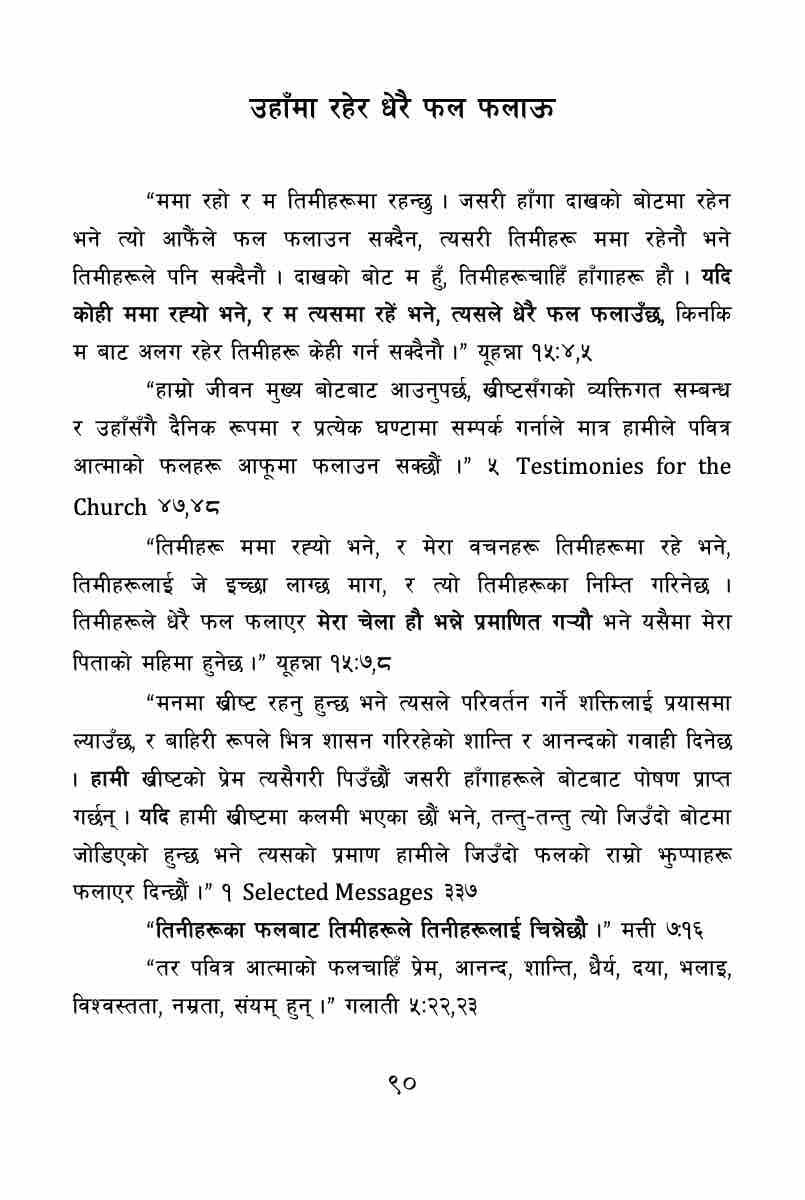 उहाँमा रहेर धेरै फल फलाऊ
“ममा रहो र म तिमीहरूमा रहन्छु । जसरी हाँगा दाखको बोटमा रहेन
भने त्यो आफैंले फल फलाउन सक्दैन, त्यसरी तिमीहरू ममा रहेनौ भने
तिमीहरूले पनि सक्दैनौ । दाखको बोट म हुँ, तिमीहरूचाहिँ हाँगाहरू हौ । यदि
कोही ममा रह्यो भने, र म त्यसमा रहें भने, त्यसले धेरै फल फलाउँछ, किनकि
म बाट अलग रहेर तिमीहरू केही गर्न सक्दैनौ ।” यूहन्ना १५:४,५
“हाम्रो जीवन मुख्य बोटबाट आउनुपर्छ, ख्रीष्टसँगको व्यक्तिगत सम्बन्ध
र उहाँसँगै दैनिक रूपमा र प्रत्येक घण्टामा सम्पर्क गर्नाले मात्र हामीले पवित्र
आत्माको फलहरू आफूमा फलाउन सक्छौं ।” ५ Testimonies for the
Church ४७,४८
“तिमीहरू ममा रह्यो भने, र मेरा वचनहरू तिमीहरूमा रहे भने,
तिमीहरूलाई जे इच्छा लाग्छ माग, र त्यो तिमीहरूका निम्ति गरिनेछ ।
तिमीहरूले धेरै फल फलाएर मेरा चेला हौ भन्ने प्रमाणित गऱ्यौ भने यसैमा मेरा
पिताको महिमा हुनेछ ।” यूहन्ना १५:७,८
“मनमा ख्रीष्ट रहनु हुन्छ भने त्यसले परिवर्तन गर्ने शक्तिलाई प्रयासमा
ल्याउँछ, र बाहिरी रूपले भित्र शासन गरिरहेको शान्ति र आनन्दको गवाही दिनेछ
। हामी ख्रीष्टको प्रेम त्यसैगरी पिउँछौं जसरी हाँगाहरूले बोटबाट पोषण प्राप्त
गर्छन् । यदि हामी ख्रीष्टमा कलमी भएका छौं भने, तन्तु-तन्तु त्यो जिउँदो बोटमा
जोडिएको हुन्छ भने त्यसको प्रमाण हामीले जिउँदो फलको राम्रो झुप्पाहरू
फलाएर दिन्छौं ।” १ Selected Messages ३३७
“तिनीहरूका फलबाट तिमीहरूले तिनीहरूलाई चिन्नेछौ ।” मत्ती ७:१६
“तर पवित्र आत्माको फलचाहिँ प्रेम, आनन्द, शान्ति, धैर्य, दया, भलाइ,
विश्वस्तता, नम्रता, संयम् हुन् ।” गलाती ५:२२,२३
९०